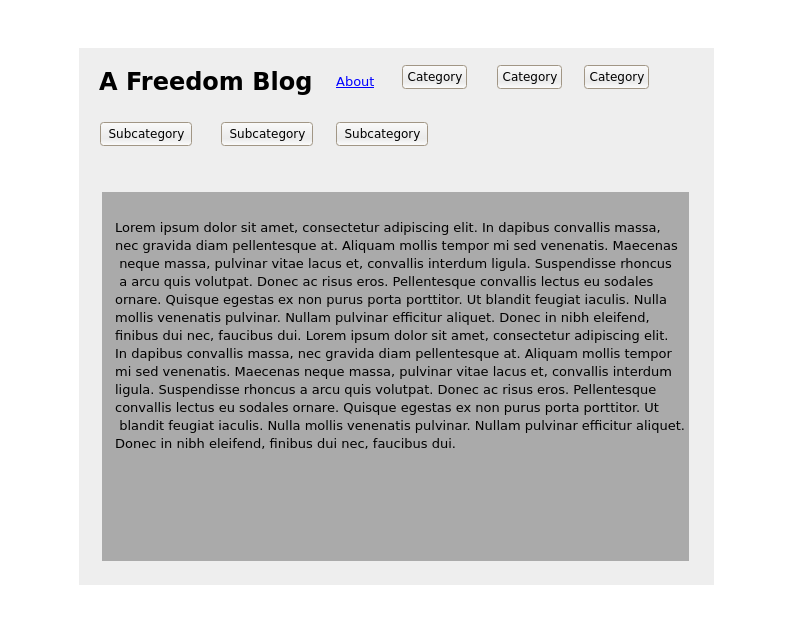 A Freedom Blog About Category Category Category
Subcategory Subcategory Subcategory
Lorem ipsum dolor sit amet, consectetur adipiscing elit. In dapibus convallis massa,
nec gravida diam pellentesque at. Aliquam mollis tempor mi sed venenatis. Maecenas
neque massa, pulvinar vitae lacus et, convallis interdum ligula. Suspendisse rhoncus
a arcu quis volutpat. Donec ac risus eros. Pellentesque convallis lectus eu sodales
ornare. Quisque egestas ex non purus porta porttitor. Ut blandit feugiat iaculis. Nulla
mollis venenatis pulvinar. Nullam pulvinar efficitur aliquet. Donec in nibh eleifend,
finibus dui nec, faucibus dui. Lorem ipsum dolor sit amet, consectetur adipiscing elit.
In dapibus convallis massa, nec gravida diam pellentesque at. Aliquam mollis tempor
mi sed venenatis. Maecenas neque massa, pulvinar vitae lacus et, convallis interdum
ligula. Suspendisse rhoncus a arcu quis volutpat. Donec ac risus eros. Pellentesque
convallis lectus eu sodales ornare. Quisque egestas ex non purus porta porttitor. Ut
blandit feugiat iaculis. Nulla mollis venenatis pulvinar. Nullam pulvinar efficitur aliquet.
Donec in nibh eleifend, finibus dui nec, faucibus dui.